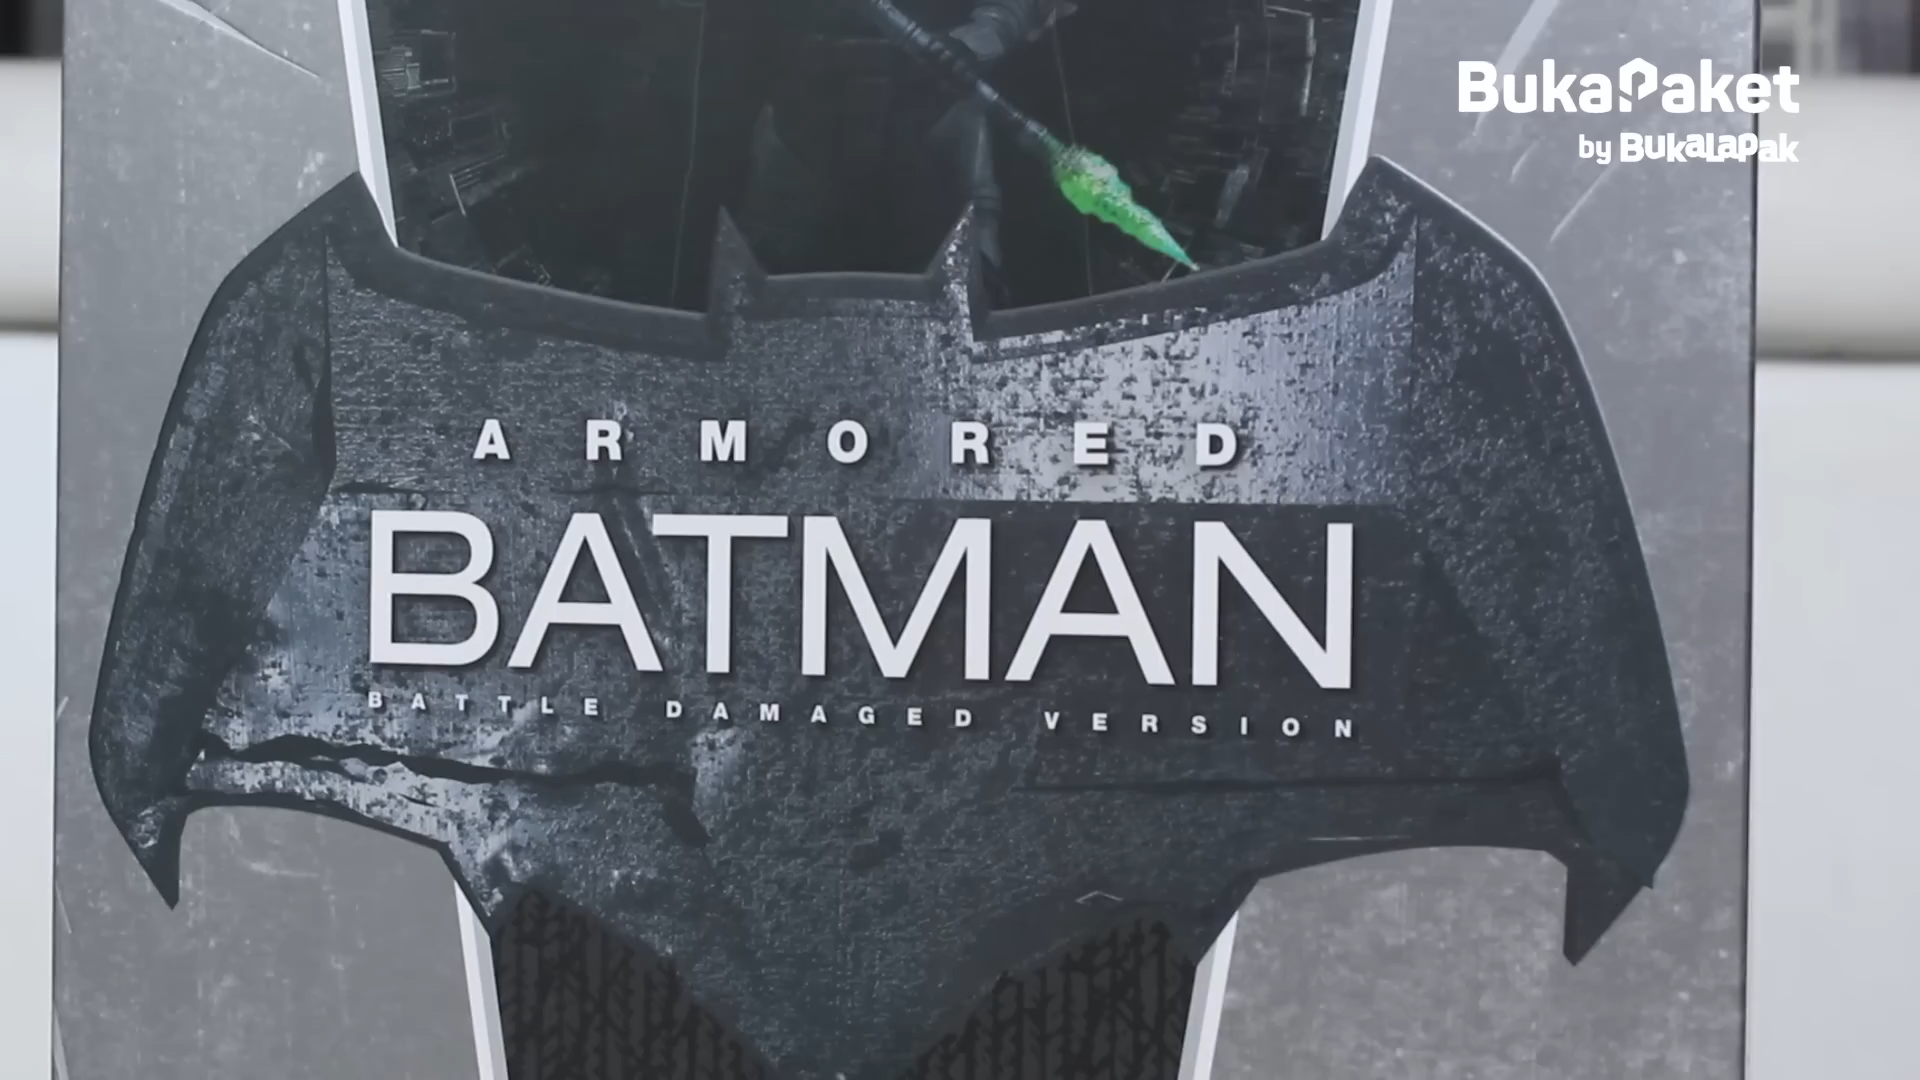 BukaPaket
by BukaLapak
ARMORED
BATMAN
BATTLE DAMAGED VERSION